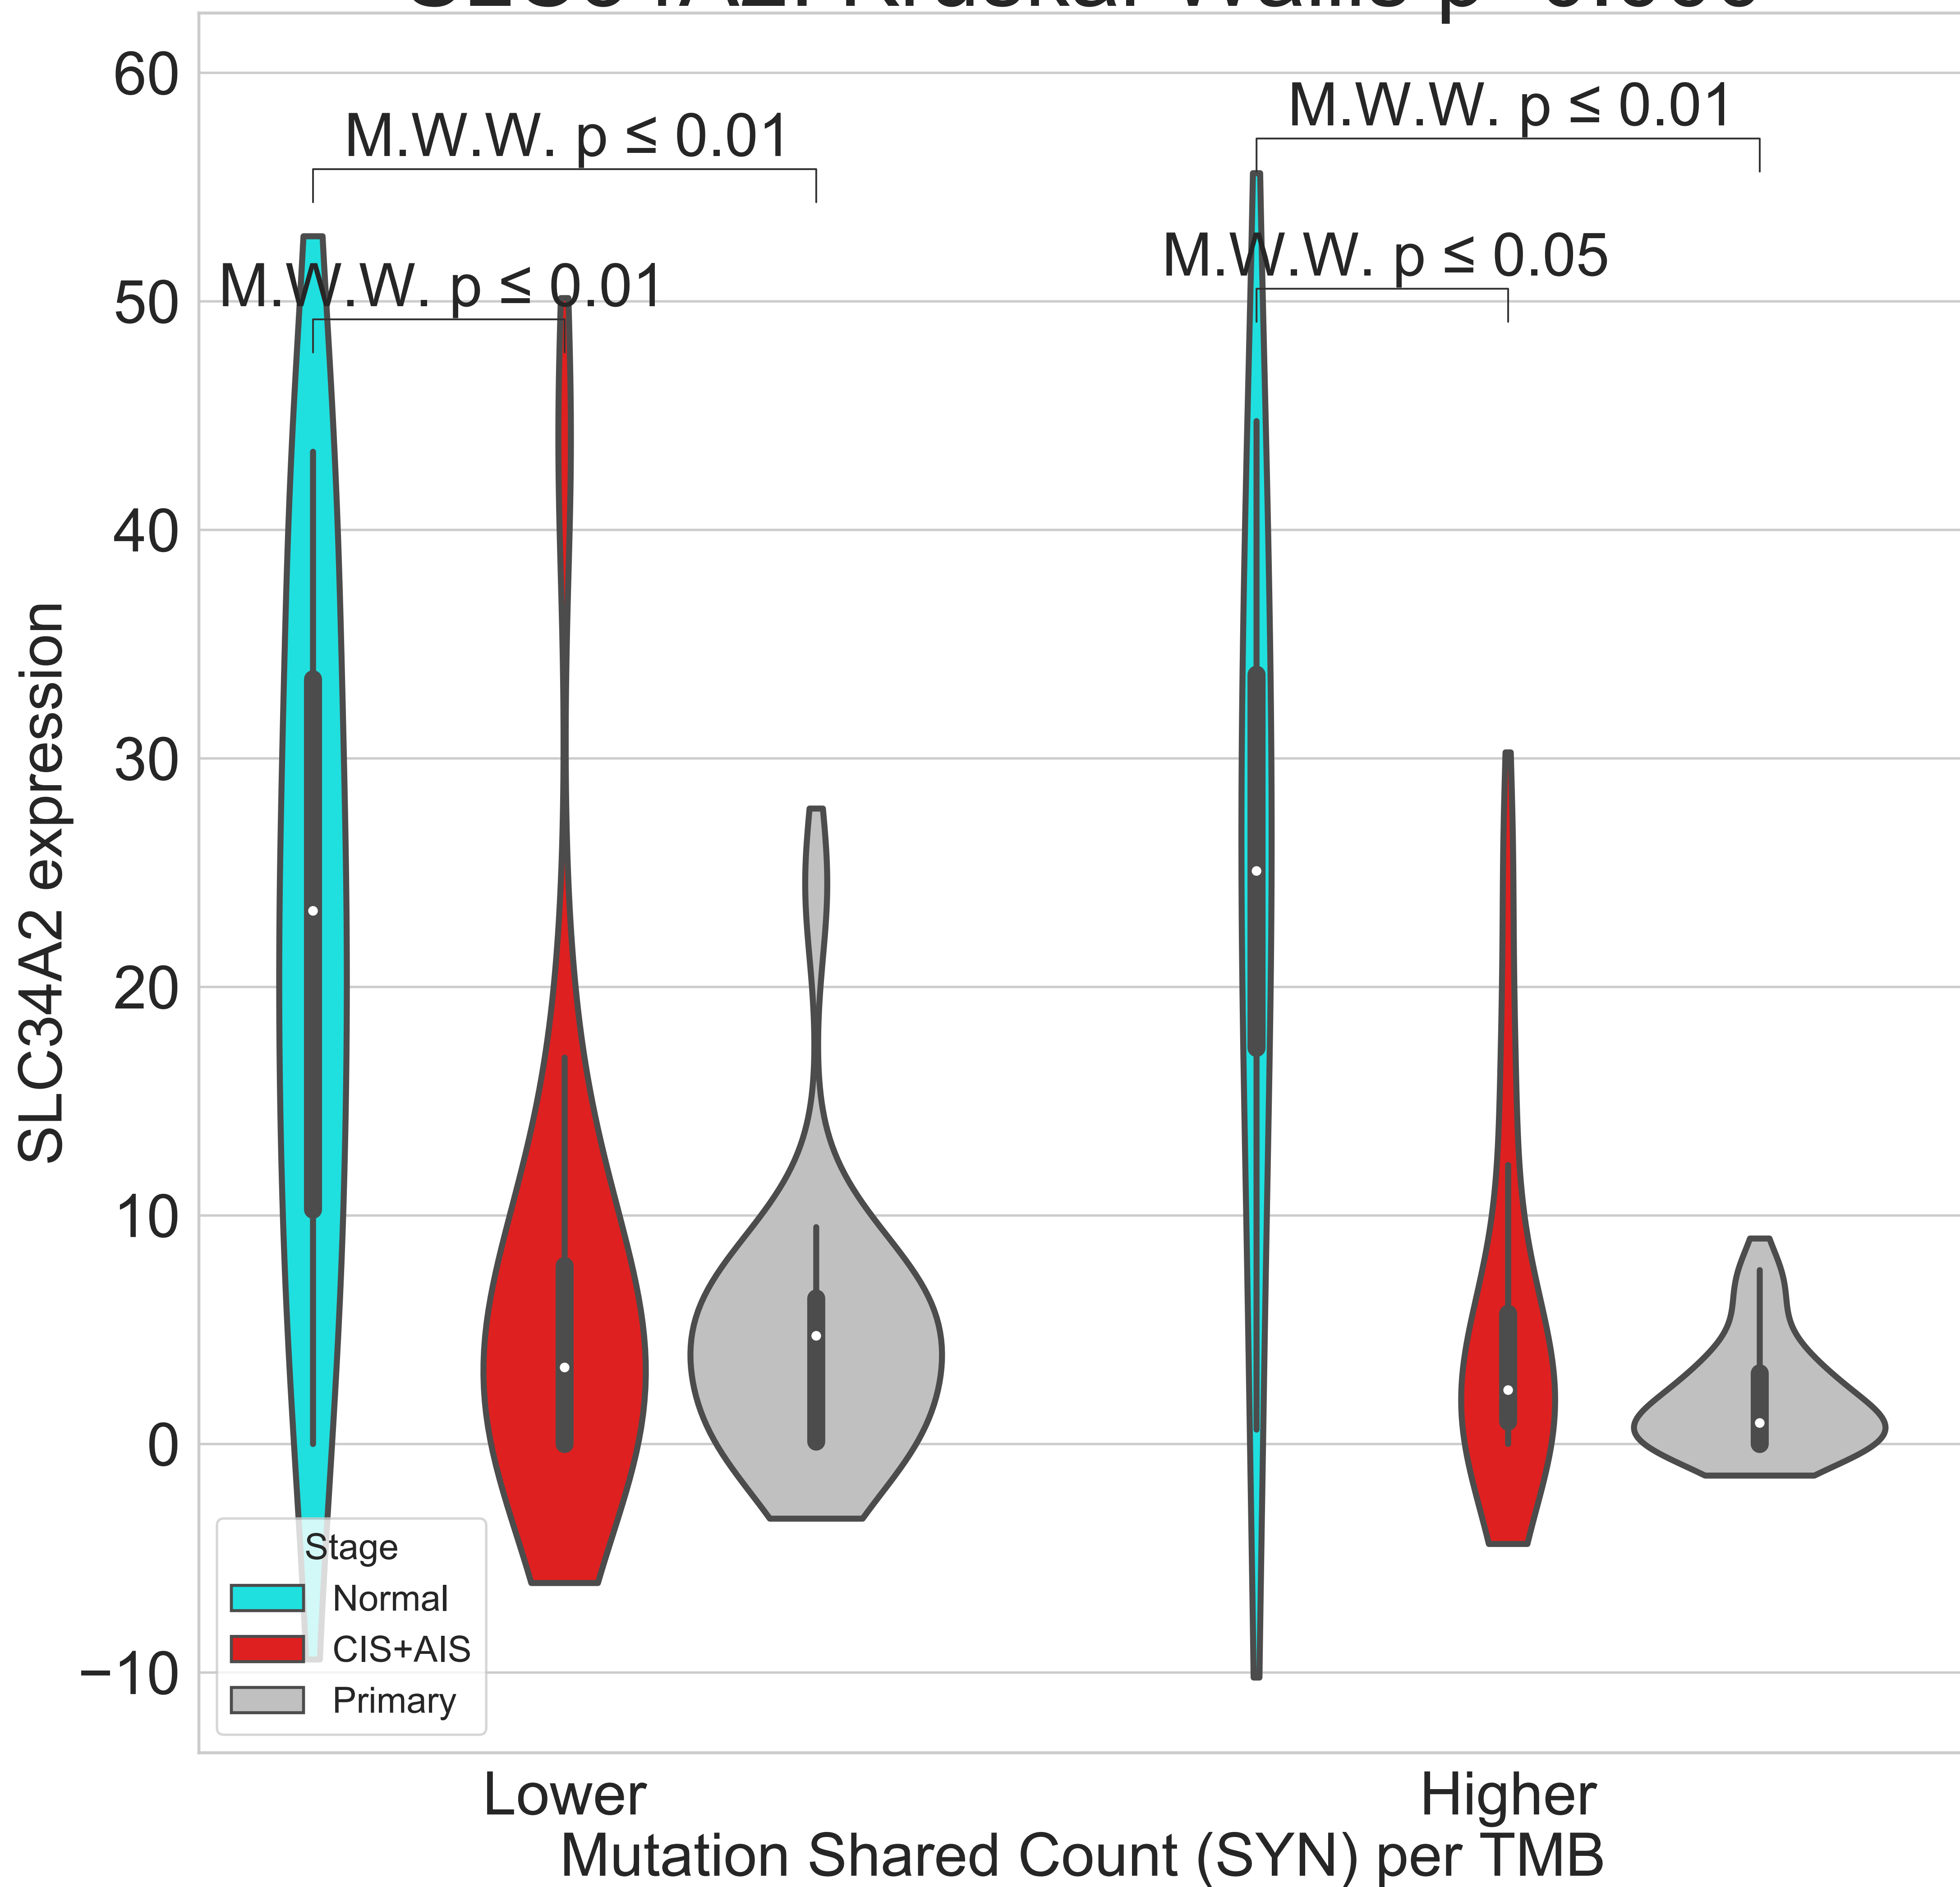 60
50
40
30
20
10
0
−10
SLC34A2 expression
M.W.W. p ≤ 0.01
M.W.W. p ≤ 0.01
M.W.W. p ≤ 0.01
M.W.W. p ≤ 0.05
Stage
Normal
CIS+AIS
Primary
Lower
Higher
Mutation Shared Count (SYN) per TMB